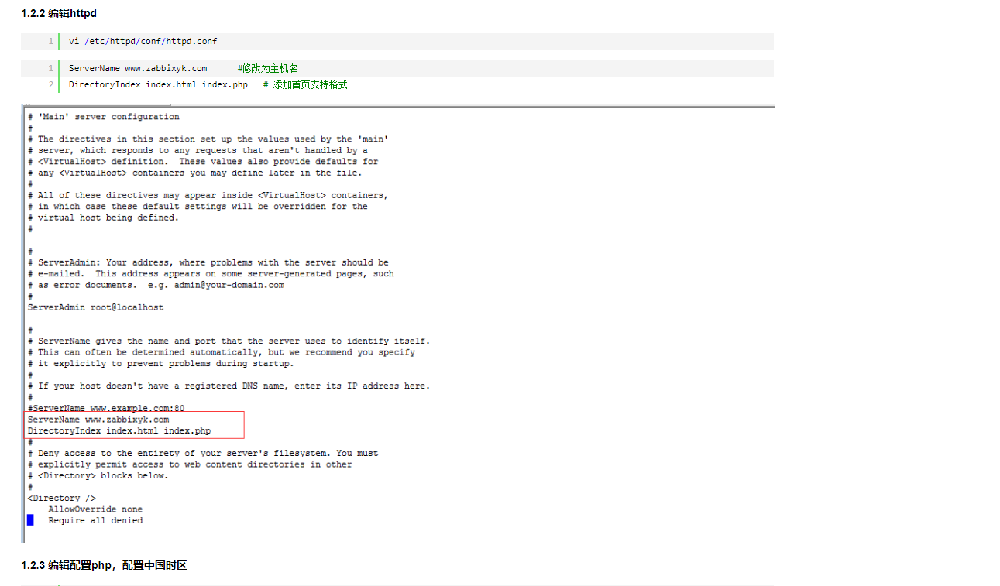 1.2.2 编辑httpd
1 vi /etc/httpd/conf/httpd.conf
1 ServerName www.zabbixyk.com #修改为主机名
2 DirectoryIndex index.html index.php # 添加首页支持格式
# 'Main' server configuration
#
# The directives in this section set up the values used by the 'main'
# server, which responds to any requests that aren't handled by a
# <VirtualHost> definition. These values also provide defaults for
# any <VirtualHost> containers you may define later in the file.
#
# All of these directives may appear inside <VirtualHost> containers,
# in which case these default settings will be overridden for the
# virtual host being defined.
#
#
# ServerAdmin: Your address, where problems with the server should be
# e-mailed. This address appears on some server-generated pages, such
# as error documents. e.g. admin@your-domain.com
#
ServerAdmin root@localhost
#
# ServerName gives the name and port that the server uses to identify itself.
# This can often be determined automatically, but we recommend you specify
# it explicitly to prevent problems during startup.
#
# If your host doesn't have a registered DNS name, enter its IP address here.
#
#ServerName www.example.com:80
ServerName www.zabbixyk.com
DirectoryIndex index.html index.php
#
# Deny access to the entirety of your server's filesystem. You must
# explicitly permit access to web content directories in other
# <Directory> blocks below.
#
<Directory />
AllowOverride none
Require all denied
1.2.3 编辑配置php，配置中国时区